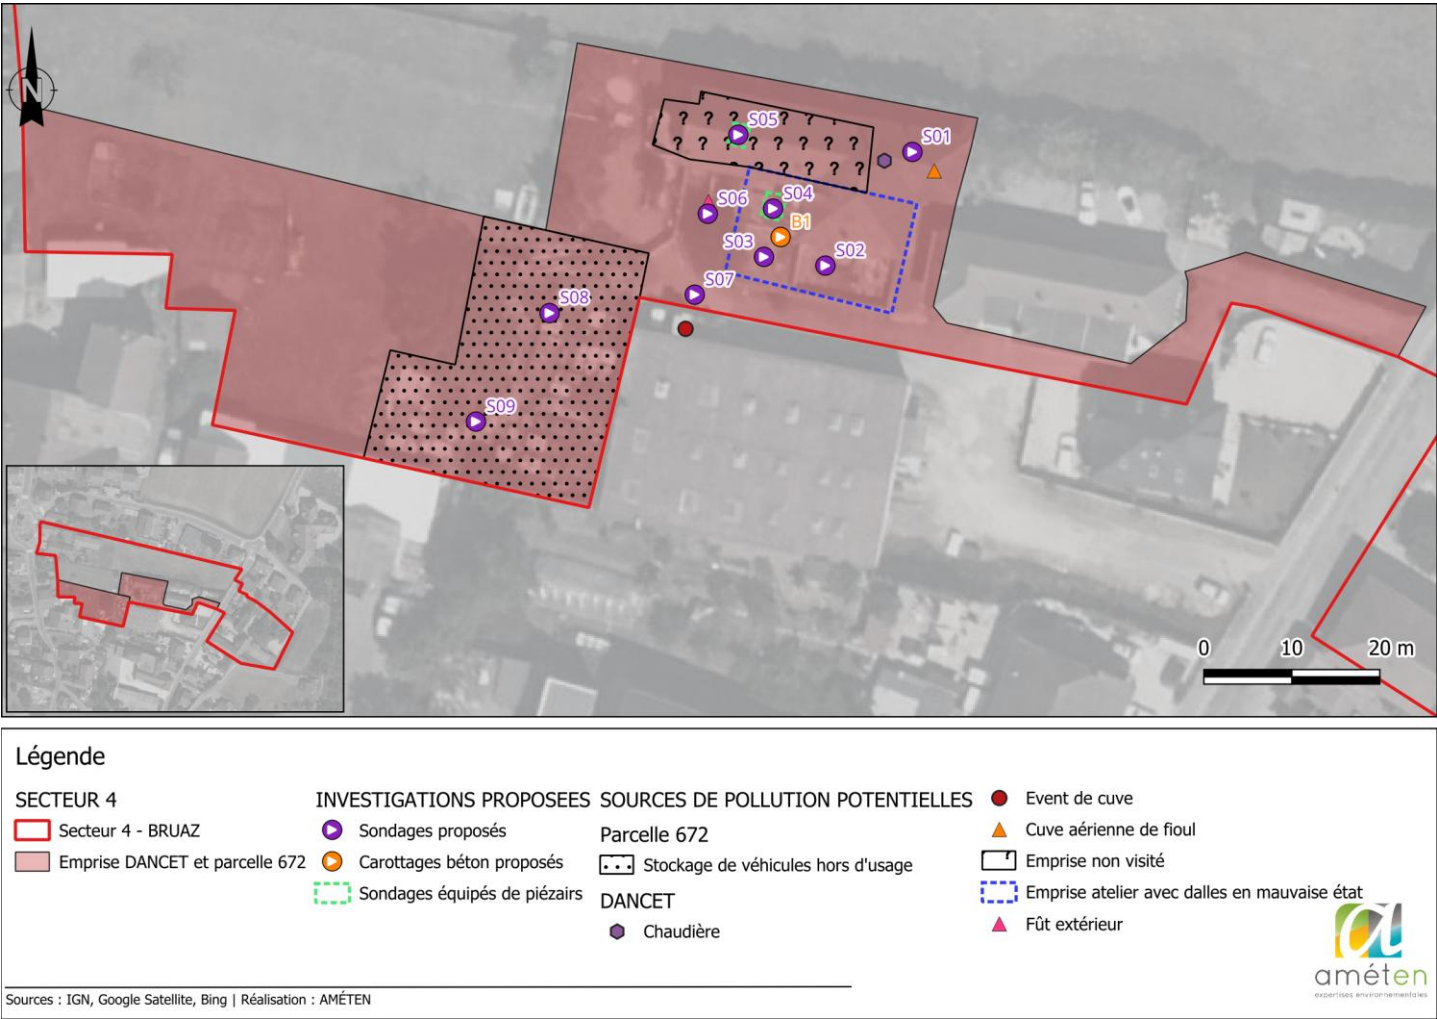 N
? ? S05 ? ? ?
S01
? ? ? ? ? ? ? ?
? ? ? ? ? ?
S06
S04
B1
S03
S02
S07
S08
S09
0 10 20 m
Légende
SECTEUR 4
Secteur 4 - BRUAZ
Emprise DANCET et parcelle 672
INVESTIGATIONS PROPOSEES
Sondages proposés
Carottages béton proposés
Sondages équipés de piézairs
SOURCES DE POLLUTION POTENTIELLES
Parcelle 672
Stockage de véhicules hors d'usage
DANCET
Chaudière
Event de cuve
Cuve aérienne de fioul
Emprise non visité
Emprise atelier avec dalles en mauvaise état
Fût extérieur
améten
expertises environnementales
Sources : IGN, Google Satellite, Bing | Réalisation : AMÉTEN